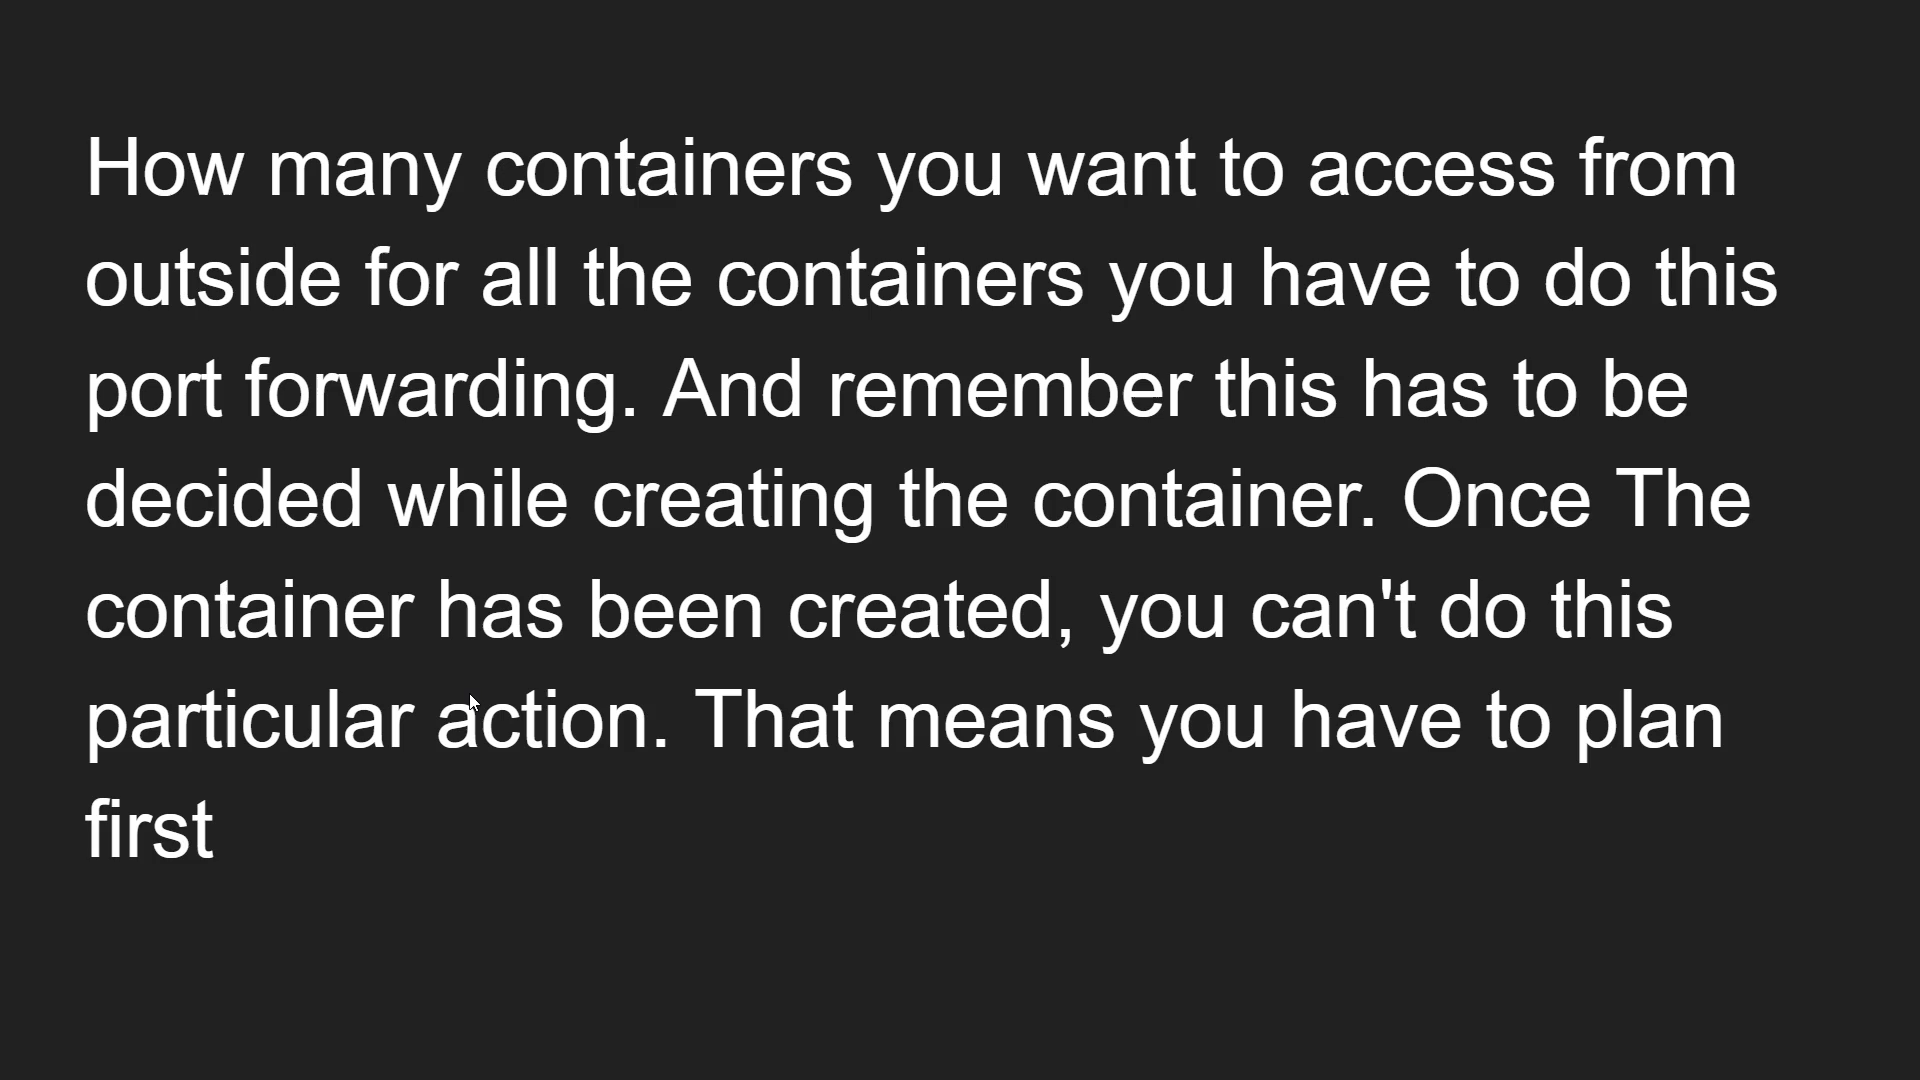 How many containers you want to access from
outside for all the containers you have to do this
port forwarding. And remember this has to be
decided while creating the container. Once The
container has been created, you can't do this
particular action. That means you have to plan
first